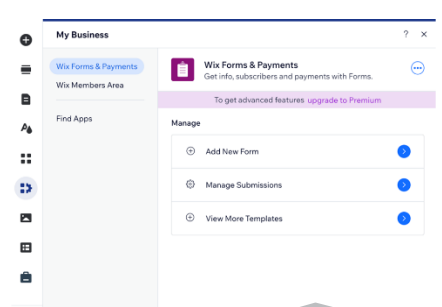 My Business
?
Wix Forms & Payments
Wix Members Area
Find Apps
Wix Forms & Payments
Get info, subscribers and payments with Forms.
To get advanced features upgrade to Premium
Manage
Add New Form
Manage Submissions
View More Templates